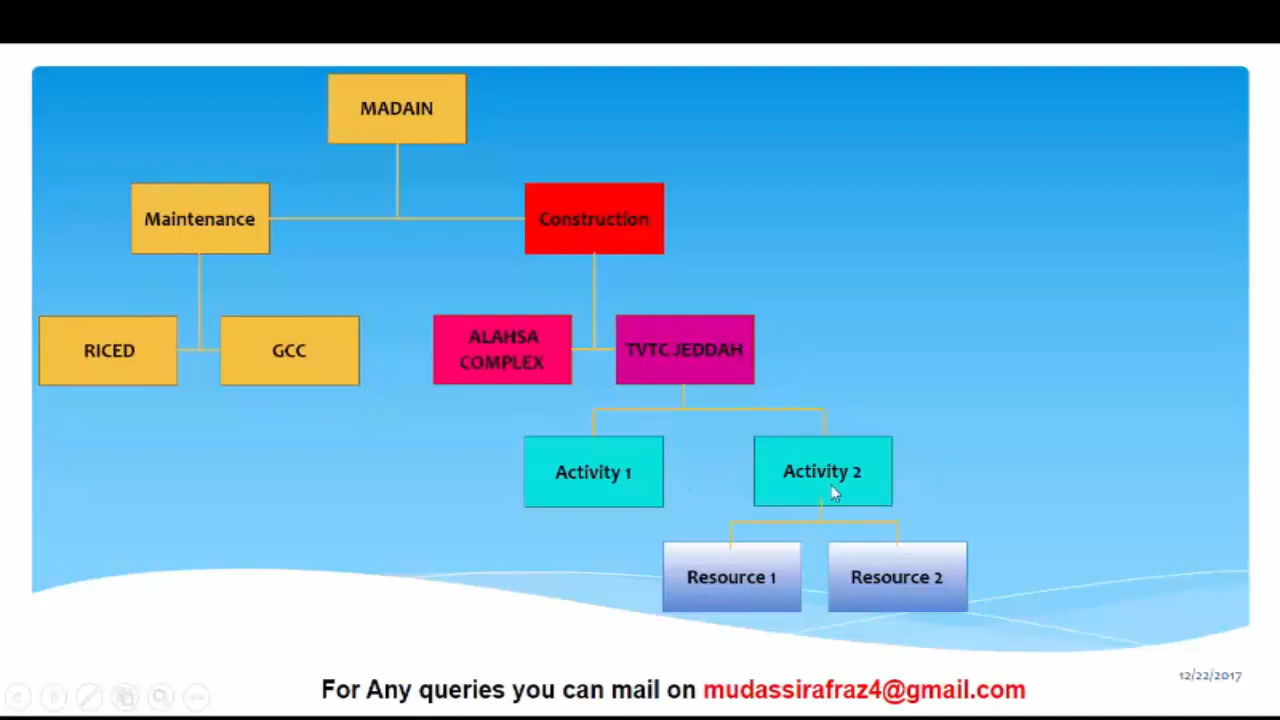 MADAIN
Maintenance
Construction
RICED
GCC
ALAHSA
COMPLEX
TVTC JEDDAH
Activity 1
Activity 2
Resource 1
Resource 2
12/22/2017
For Any queries you can mail on mudassirafraz4@gmail.com